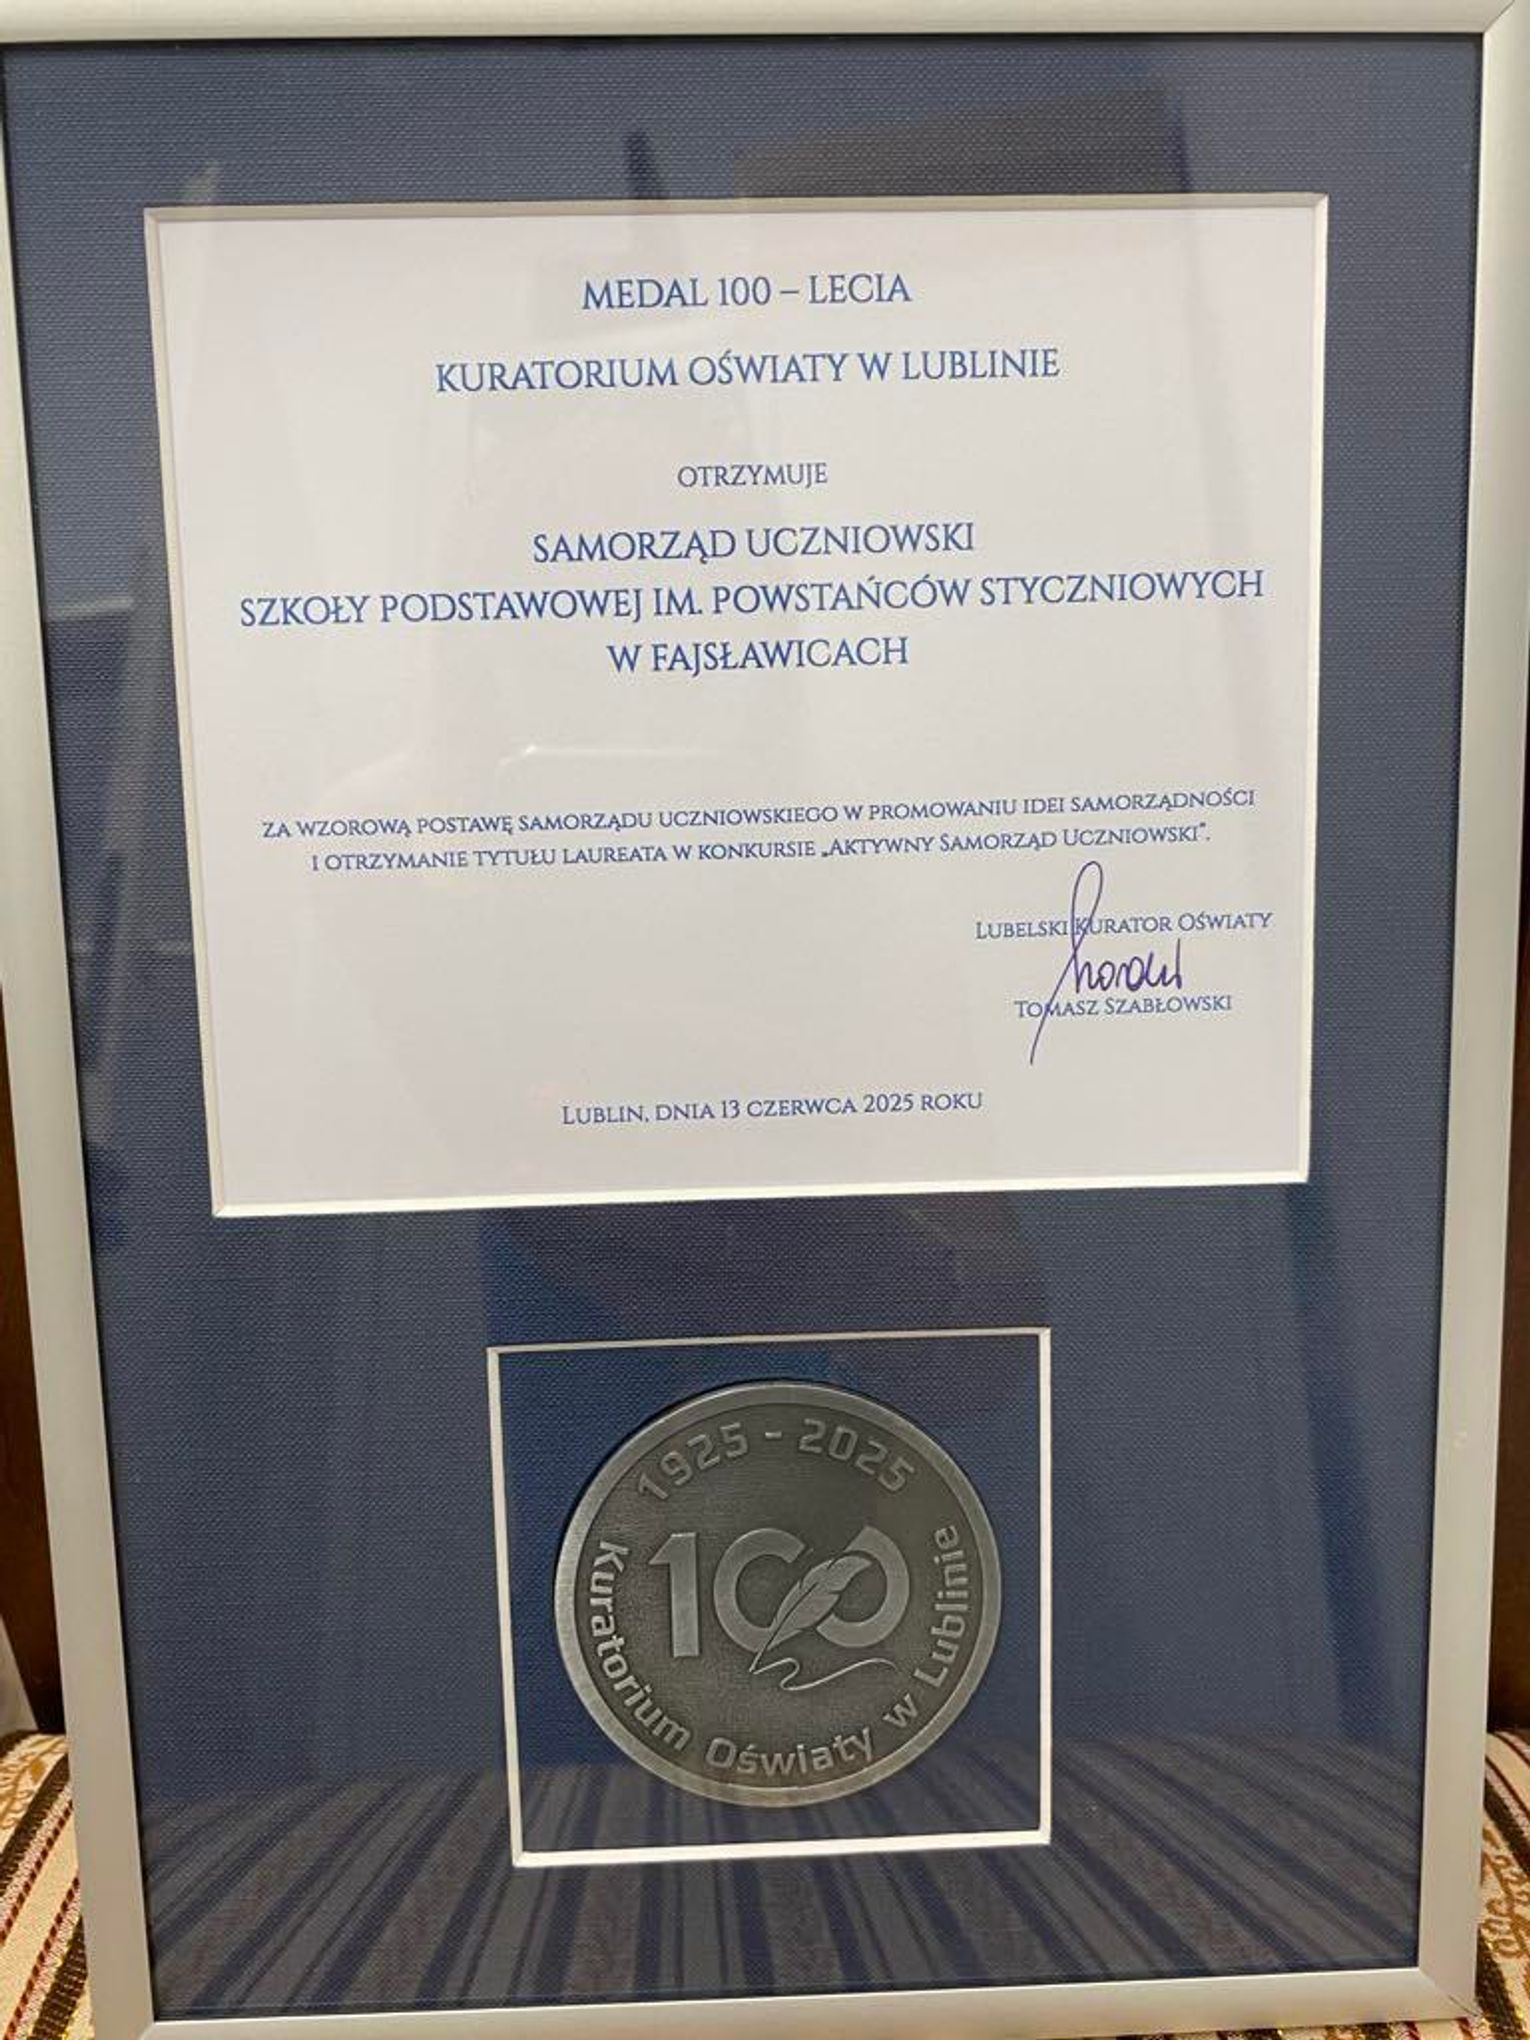 MEDAL 100 – LECIA
KURATORIUM OŚWIATY W LUBLINIE
OTRZYMUJE
SAMORZĄD UCZNIOWSKI
SZKOŁY PODSTAWOWEJ IM. POWSTAŃCÓW STYCZNIOWYCH
W FAJSŁAWICACH
ZA WZOROWĄ POSTAWĘ SAMORZĄDU UCZNIOWSKIEGO W PROMOWANIU IDEI SAMORZĄDNOŚCI
I OTRZYMANIE TYTUŁU LAUREATA W KONKURSIE „AKTYWNY SAMORZĄD UCZNIOWSKI”.
LUBELSKI KURATOR OŚWIATY
TOMASZ SZABŁOWSKI
LUBLIN, DNIA 13 CZERWCA 2025 ROKU
1925 - 2025
100
Kuratorium Oświaty w Lublinie